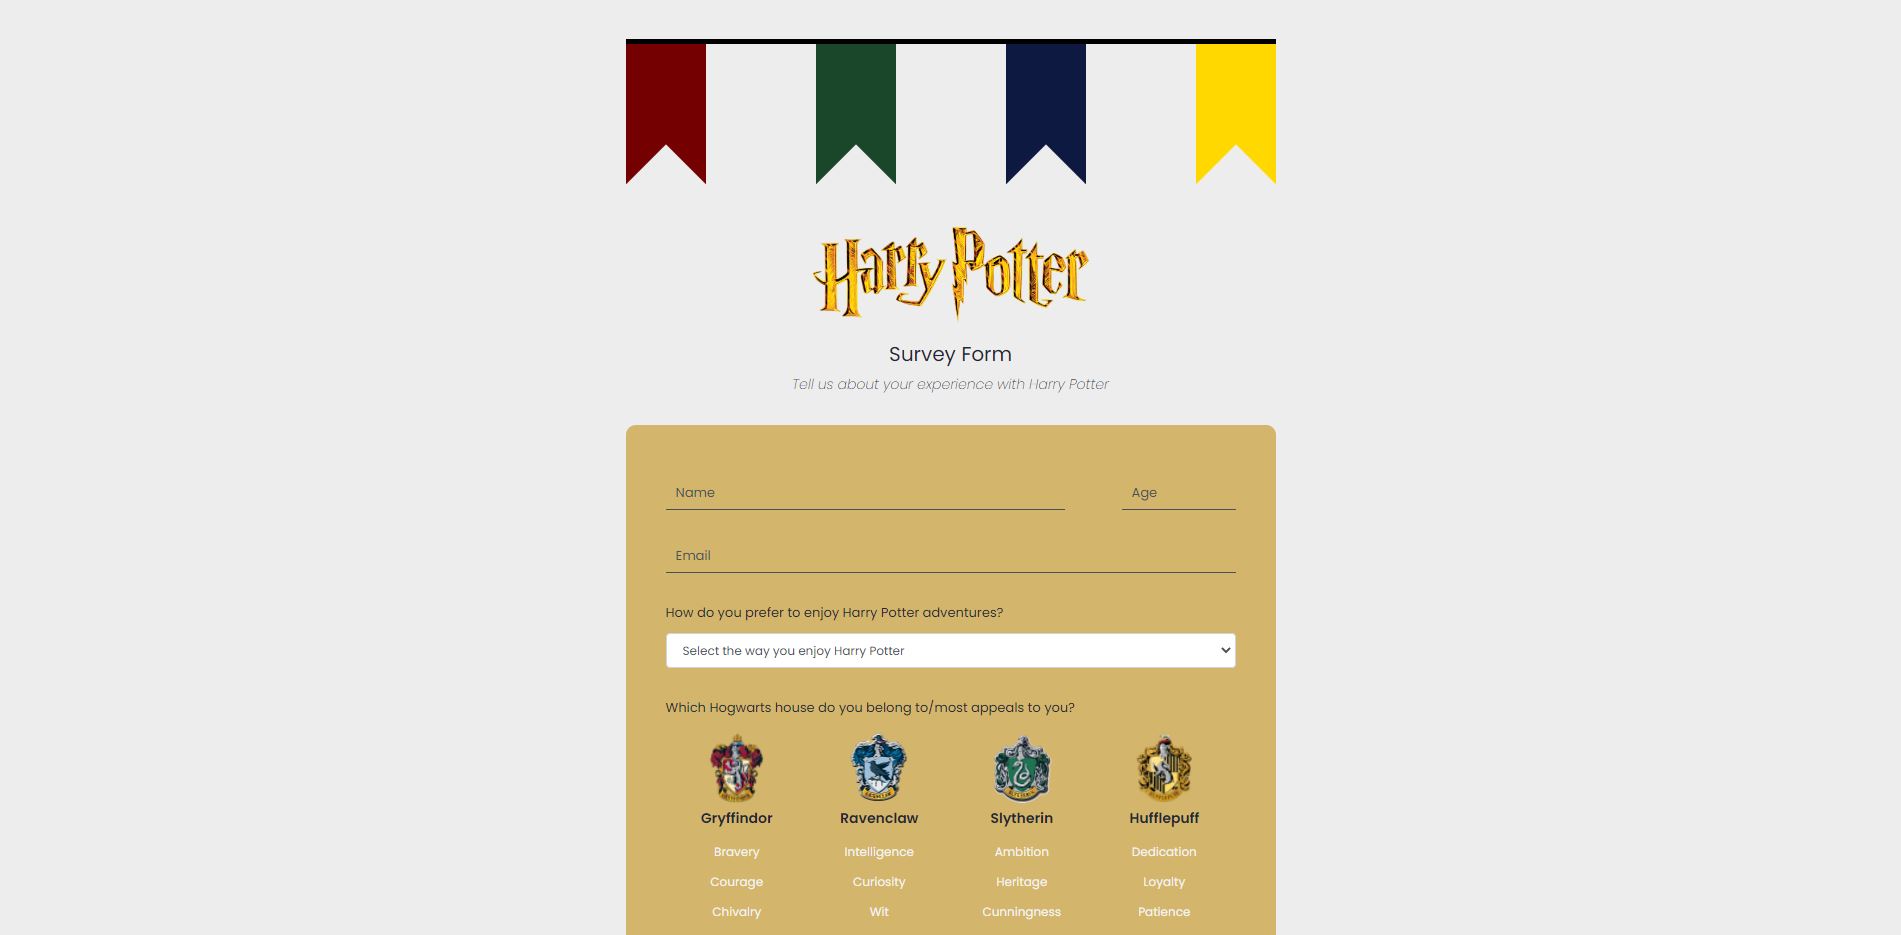 Harry Potter
Survey Form
Tell us about your experience with Harry Potter
Name
Age
Email
How do you prefer to enjoy Harry Potter adventures?
Select the way you enjoy Harry Potter
Which Hogwarts house do you belong to/most appeals to you?
Gryffindor
Ravenclaw
Slytherin
Hufflepuff
Bravery
Intelligence
Ambition
Dedication
Courage
Curiosity
Heritage
Loyalty
Chivalry
Wit
Cunningness
Patience